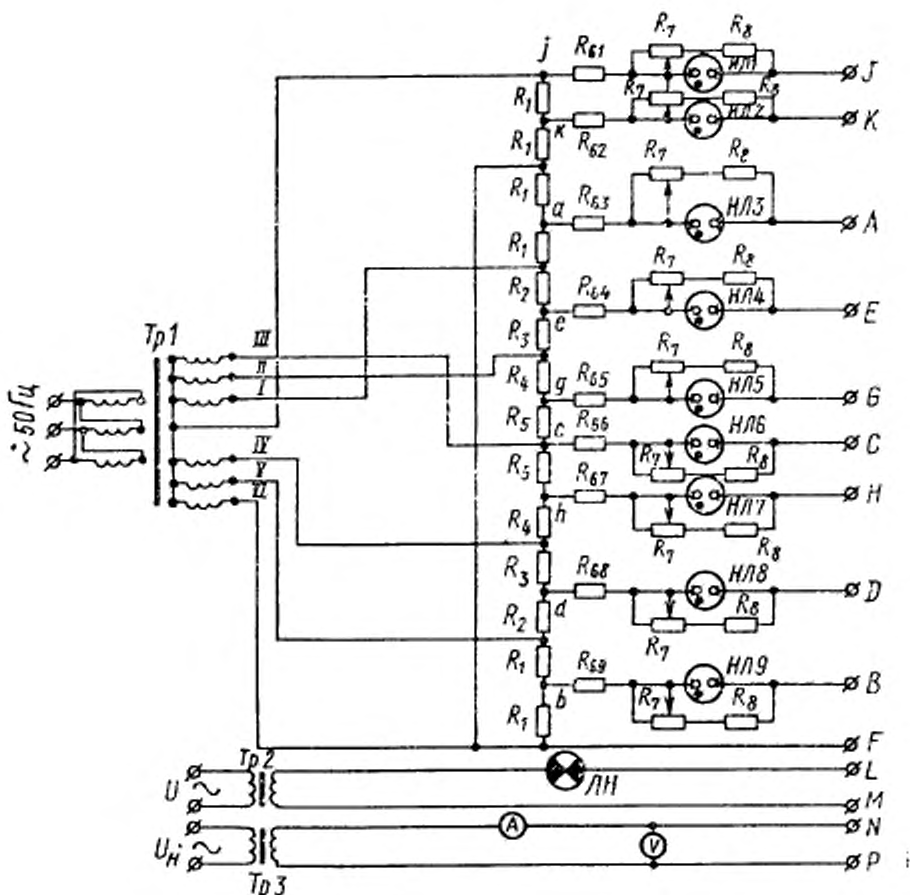 R7 R8
j R61 НЛ1 J
R1 R7 R8
к НЛ2 K
R1 R62
R7 R8
R1 R63
a НЛ3 A
R1
R7 R8
R2 R64 НЛ4 E
e
Тр1 III R3
II R7 R8
I R4 R65
g НЛ5 G
~50Гц R5 R66 НЛ6
c C
IV R5 R7 R8
V R67 H
VI h НЛ7
R4 R7 R8
R3 R68 НЛ8
D
R2 d R8
R7
R1 R69 НЛ9
B
b R7 R8
R1
F
Тр2 L
U ~ ЛН
M
A N
Uн ~ V
P
Тр3